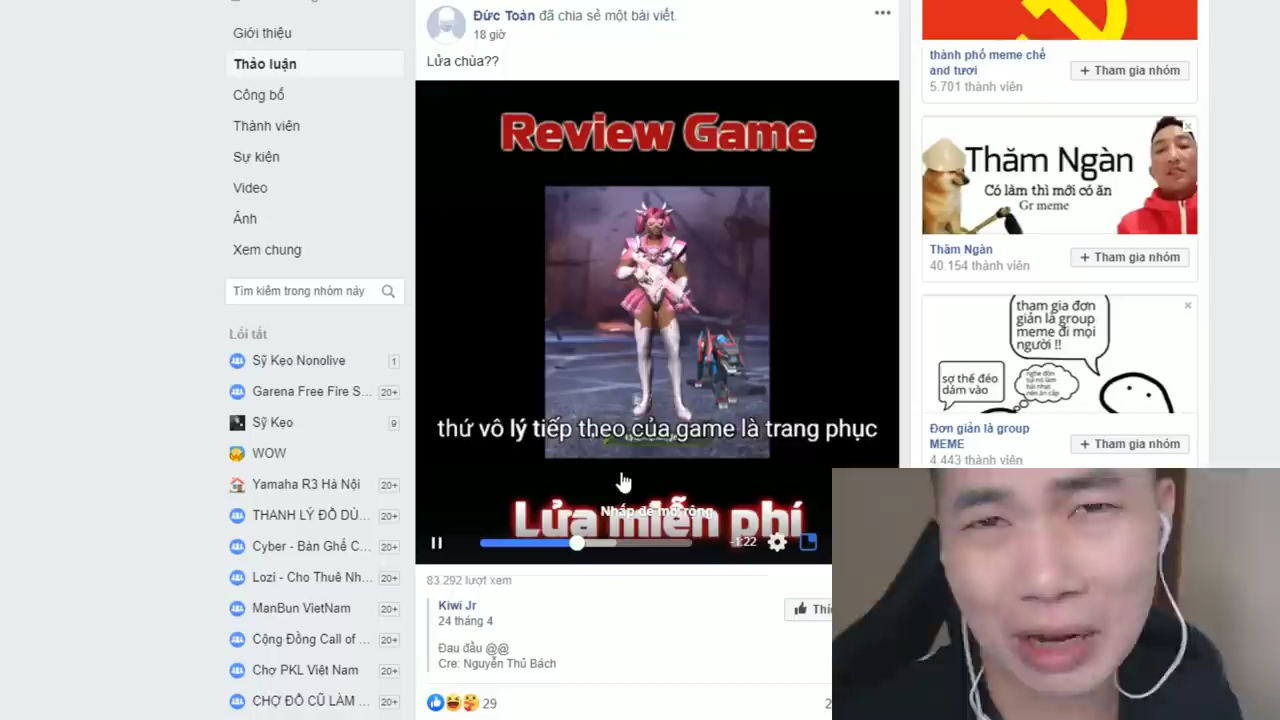 Giới thiệu
Thảo luận
Công bố
Thành viên
Sự kiện
Video
Ảnh
Xem chung
Tìm kiếm trong nhóm này
Lối tắt
Sỹ Kẹo Nonolive 1
Garena Free Fire S... 20+
Sỹ Kẹo 9
WOW
Yamaha R3 Hà Nội 20+
THANH LÝ ĐỒ DÙ... 20+
Cyber - Bàn Ghế C... 20+
Lozi - Cho Thuê Nh... 20+
ManBun VietNam 20+
Cộng Đồng Call of ... 20+
Chợ PKL Việt Nam 20+
CHỢ ĐỒ CŨ LÀM ... 20+
Đức Toàn đã chia sẻ một bài viết.
18 giờ
Lửa chùa??
Review Game
thứ vô lý tiếp theo của game là trang phục
Nhấp để mở rộng
Lửa miễn phí
-1:22
83.292 lượt xem
Kiwi Jr
24 tháng 4
Thí
Đau đầu @@
Cre: Nguyễn Thủ Bách
29
2
thành phố meme chế
and tươi
+ Tham gia nhóm
5.701 thành viên
Thăm Ngàn
Có làm thì mới có ăn
Gr meme
Thăm Ngàn
+ Tham gia nhóm
40.154 thành viên
tham gia đơn
giản là group
meme đi mọi
người !!
sợ thế đéo
dám vào
Đơn giản là group
MEME
+ Tham gia nhóm
4.443 thành viên